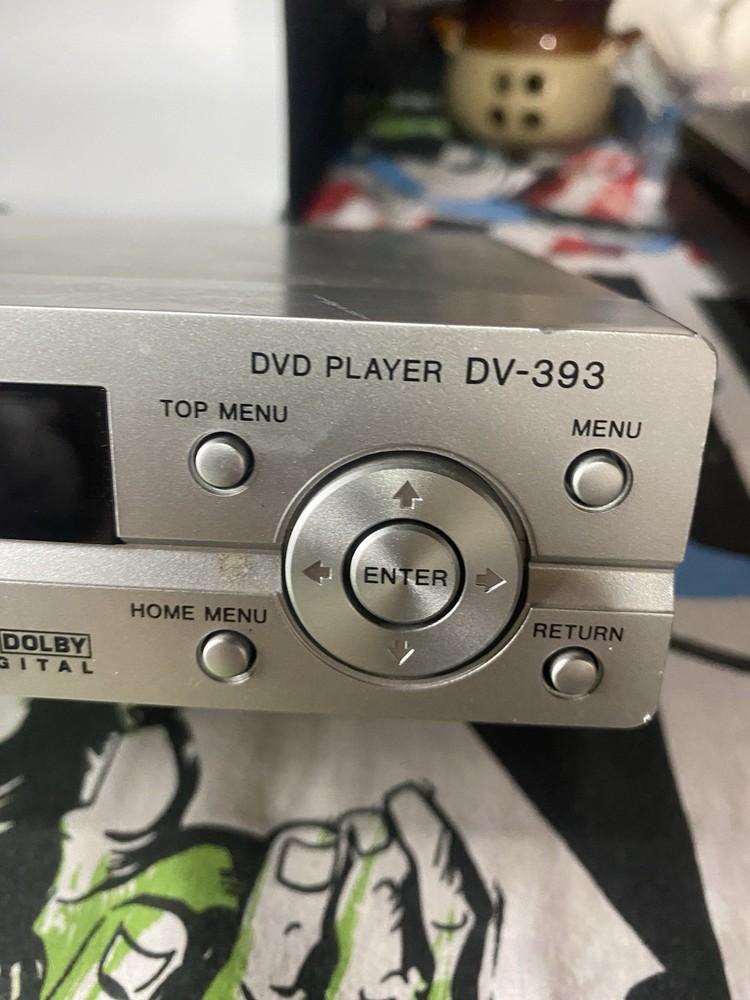 DVD PLAYER DV-393
TOP MENU
MENU
ENTER
HOME MENU
RETURN
DOLBY
GITAL